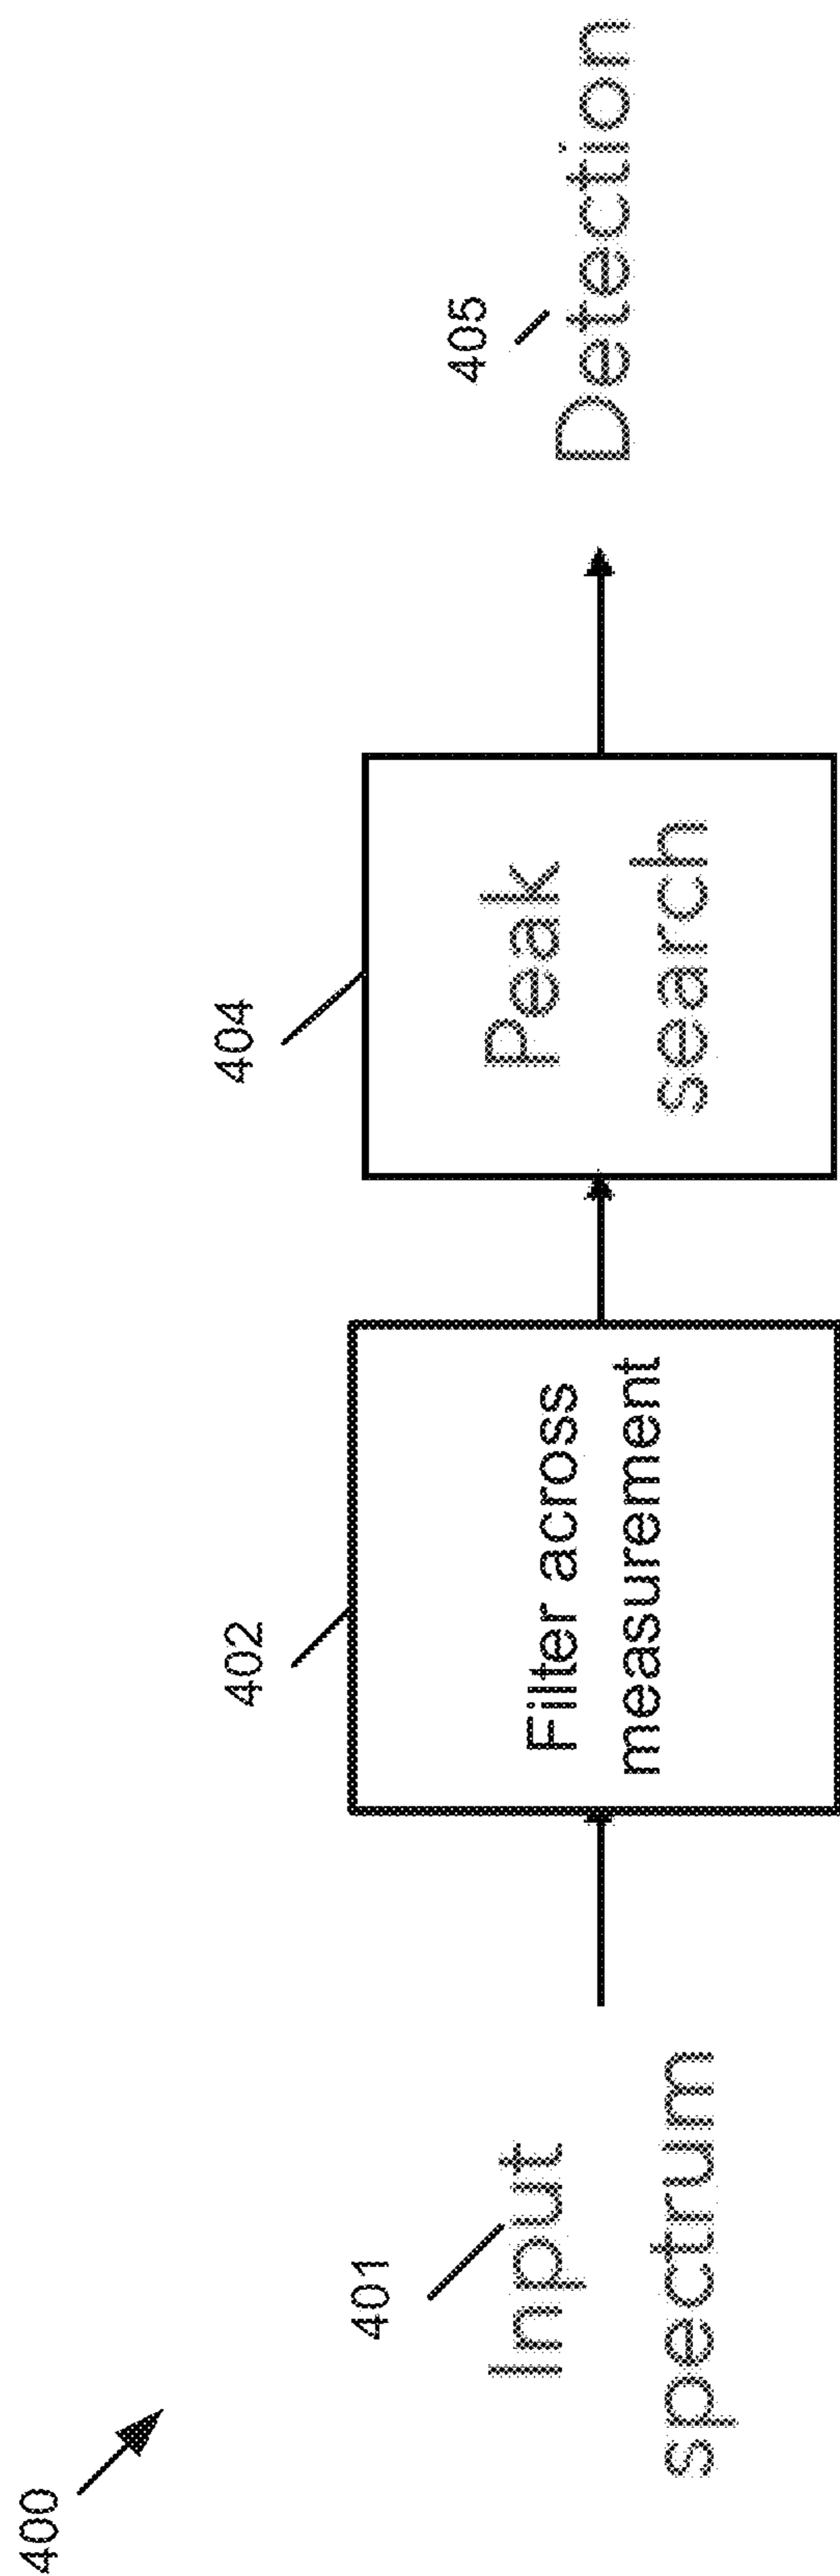 400
401
Input
spectrum
402
Filter across
measurement
404
Peak
search
405
Detection